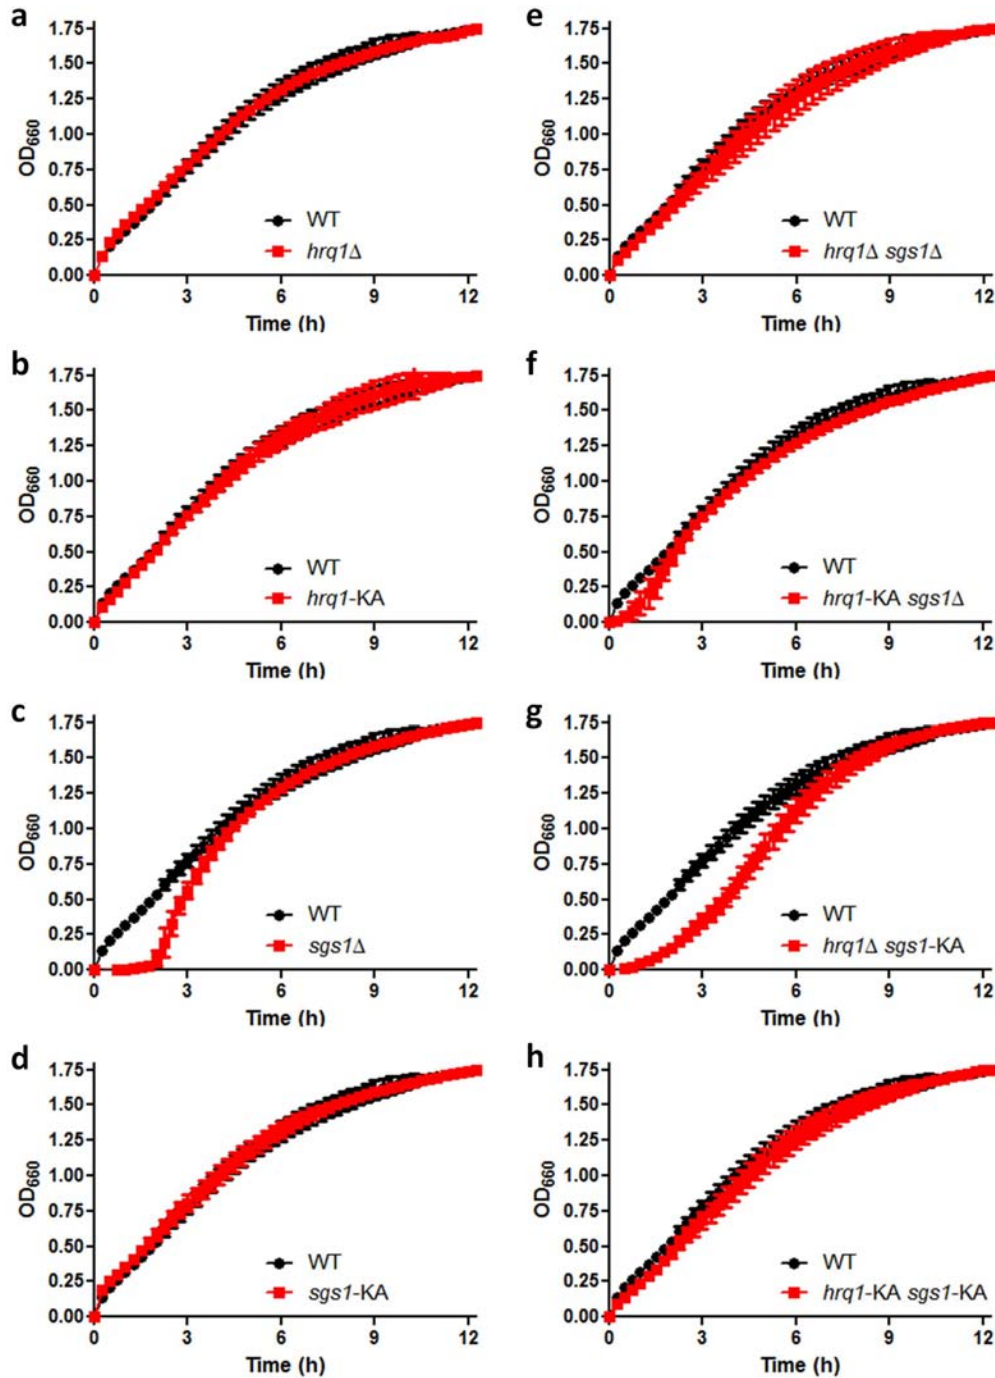 a
1.75
1.50
1.25
1.00
0.75
0.50
0.25
0.00
OD660
WT
hrq1Δ
0 3 6 9 12
Time (h)
b
1.75
1.50
1.25
1.00
0.75
0.50
0.25
0.00
OD660
WT
hrq1-KA
0 3 6 9 12
Time (h)
c
1.75
1.50
1.25
1.00
0.75
0.50
0.25
0.00
OD660
WT
sgs1Δ
0 3 6 9 12
Time (h)
d
1.75
1.50
1.25
1.00
0.75
0.50
0.25
0.00
OD660
WT
sgs1-KA
0 3 6 9 12
Time (h)
e
1.75
1.50
1.25
1.00
0.75
0.50
0.25
0.00
OD660
WT
hrq1Δ sgs1Δ
0 3 6 9 12
Time (h)
f
1.75
1.50
1.25
1.00
0.75
0.50
0.25
0.00
OD660
WT
hrq1-KA sgs1Δ
0 3 6 9 12
Time (h)
g
1.75
1.50
1.25
1.00
0.75
0.50
0.25
0.00
OD660
WT
hrq1Δ sgs1-KA
0 3 6 9 12
Time (h)
h
1.75
1.50
1.25
1.00
0.75
0.50
0.25
0.00
OD660
WT
hrq1-KA sgs1-KA
0 3 6 9 12
Time (h)